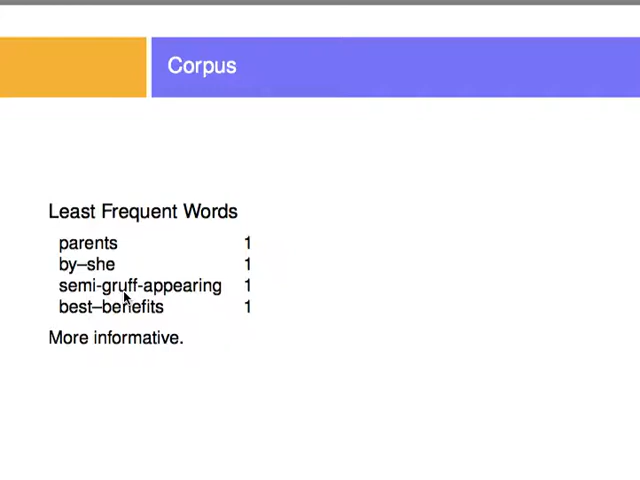 Corpus
Least Frequent Words
parents 1
by–she 1
semi-gruff-appearing 1
best–benefits 1
More informative.